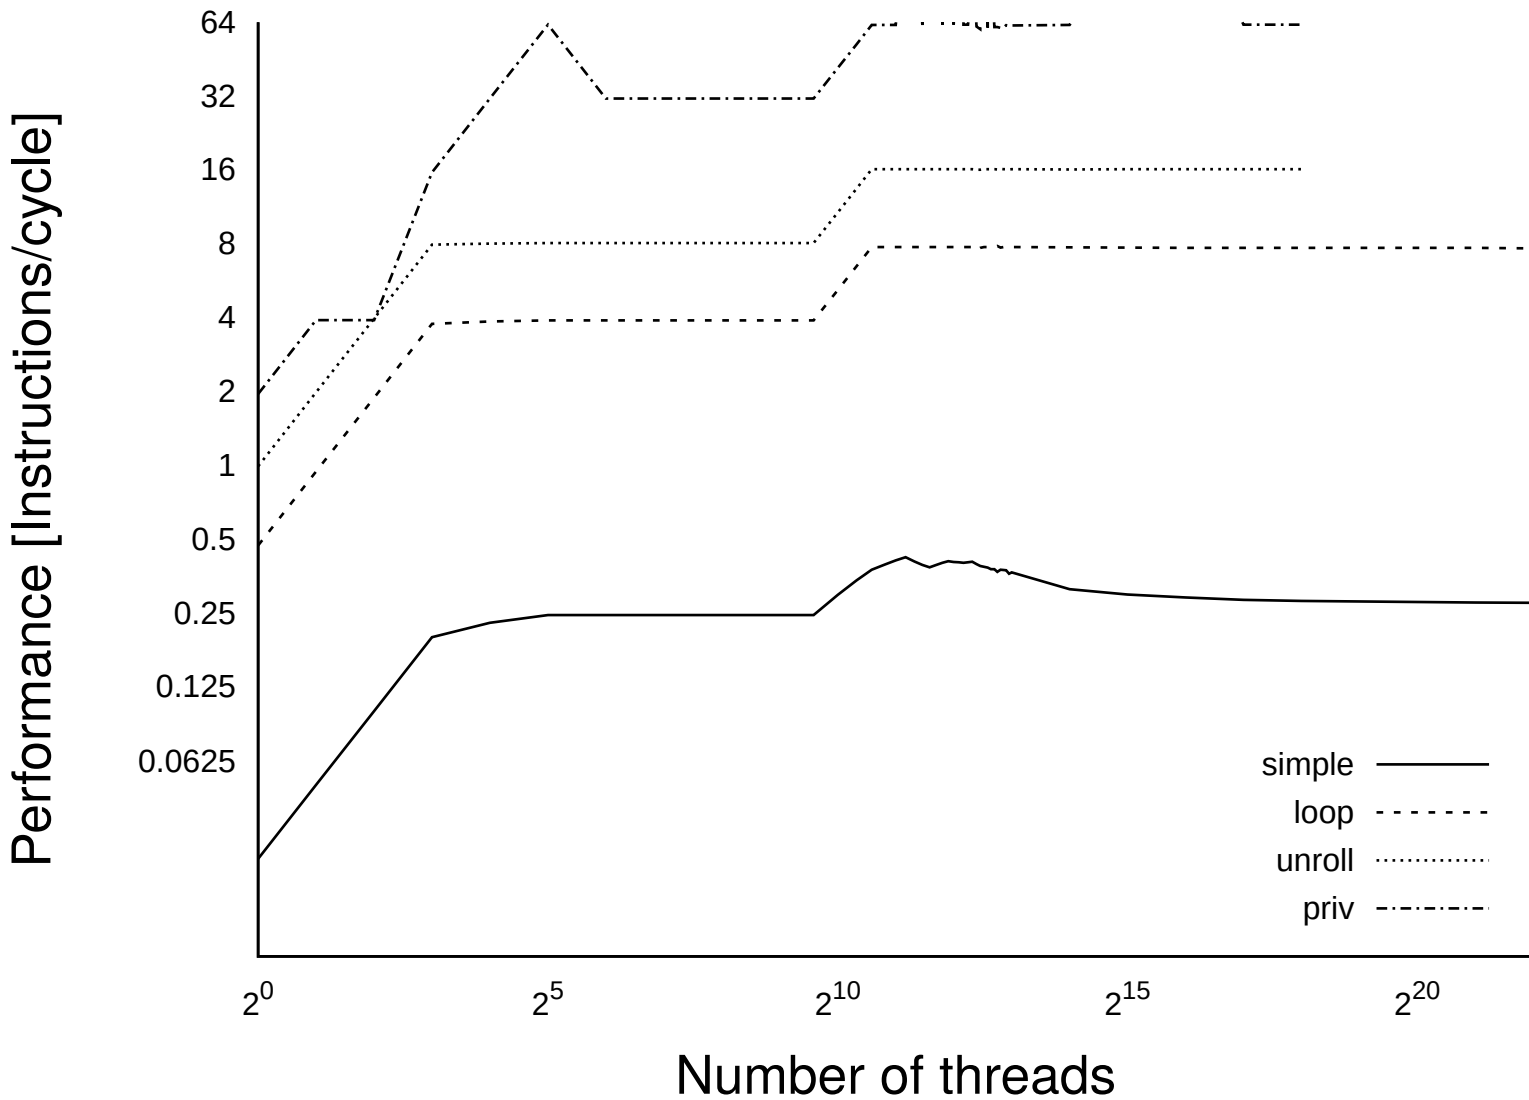 Performance [Instructions/cycle]
64
32
16
8
4
2
1
0.5
0.25
0.125
0.0625
simple
loop
unroll
priv
2^0 2^5 2^10 2^15 2^20
Number of threads